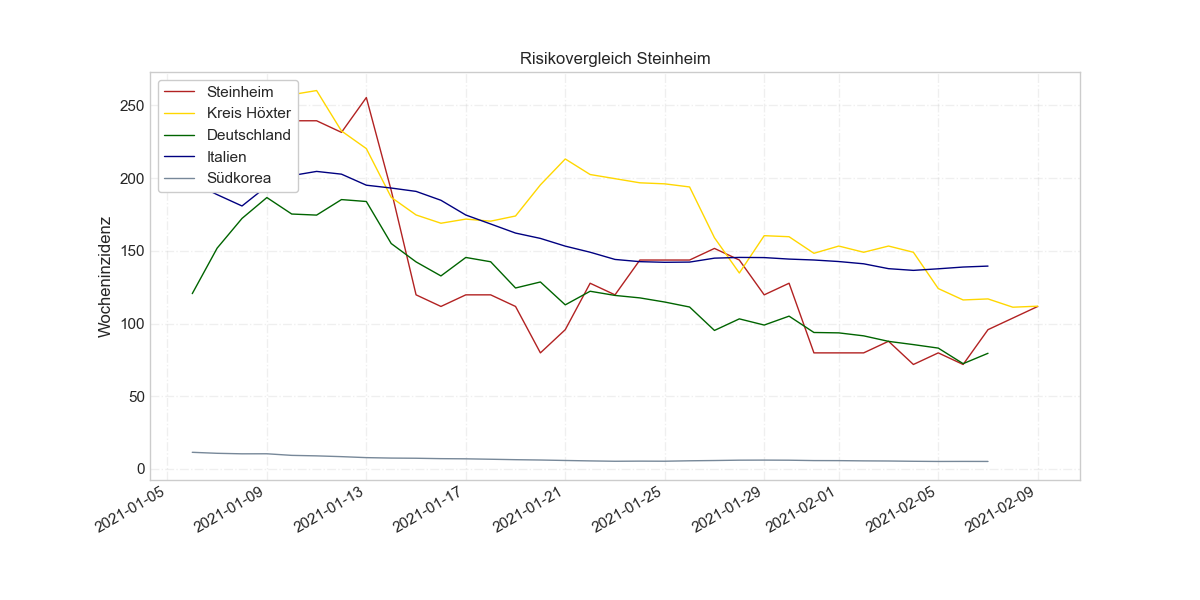 Risikovergleich Steinheim
Steinheim
Kreis Höxter
Deutschland
Italien
Südkorea
Wocheninzidenz
250
200
150
100
50
0
2021-01-05
2021-01-09
2021-01-13
2021-01-17
2021-01-21
2021-01-25
2021-01-29
2021-02-01
2021-02-05
2021-02-09